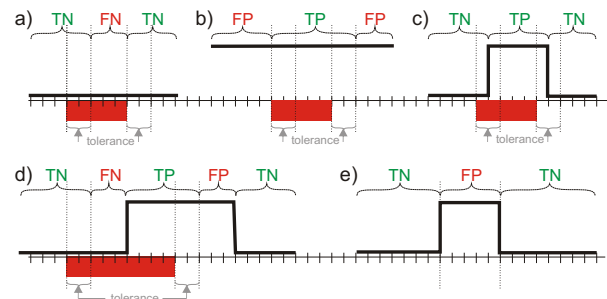 a) TN FN TN
b) FP TP FP
c) TN TP TN
tolerance
tolerance
tolerance
d) TN FN TP FP TN
e) TN FP TN
tolerance